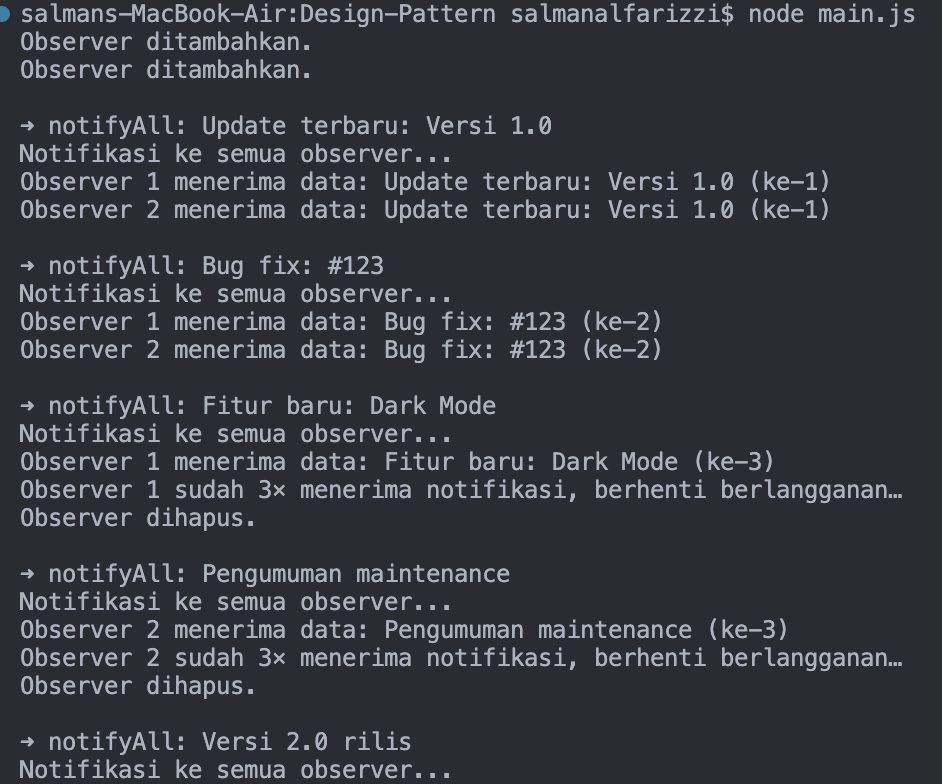 salmans-MacBook-Air:Design-Pattern salmanalfarizzi$ node main.js
Observer ditambahkan.
Observer ditambahkan.
→ notifyAll: Update terbaru: Versi 1.0
Notifikasi ke semua observer...
Observer 1 menerima data: Update terbaru: Versi 1.0 (ke-1)
Observer 2 menerima data: Update terbaru: Versi 1.0 (ke-1)
→ notifyAll: Bug fix: #123
Notifikasi ke semua observer...
Observer 1 menerima data: Bug fix: #123 (ke-2)
Observer 2 menerima data: Bug fix: #123 (ke-2)
→ notifyAll: Fitur baru: Dark Mode
Notifikasi ke semua observer...
Observer 1 menerima data: Fitur baru: Dark Mode (ke-3)
Observer 1 sudah 3× menerima notifikasi, berhenti berlangganan…
Observer dihapus.
→ notifyAll: Pengumuman maintenance
Notifikasi ke semua observer...
Observer 2 menerima data: Pengumuman maintenance (ke-3)
Observer 2 sudah 3× menerima notifikasi, berhenti berlangganan…
Observer dihapus.
→ notifyAll: Versi 2.0 rilis
Notifikasi ke semua observer...